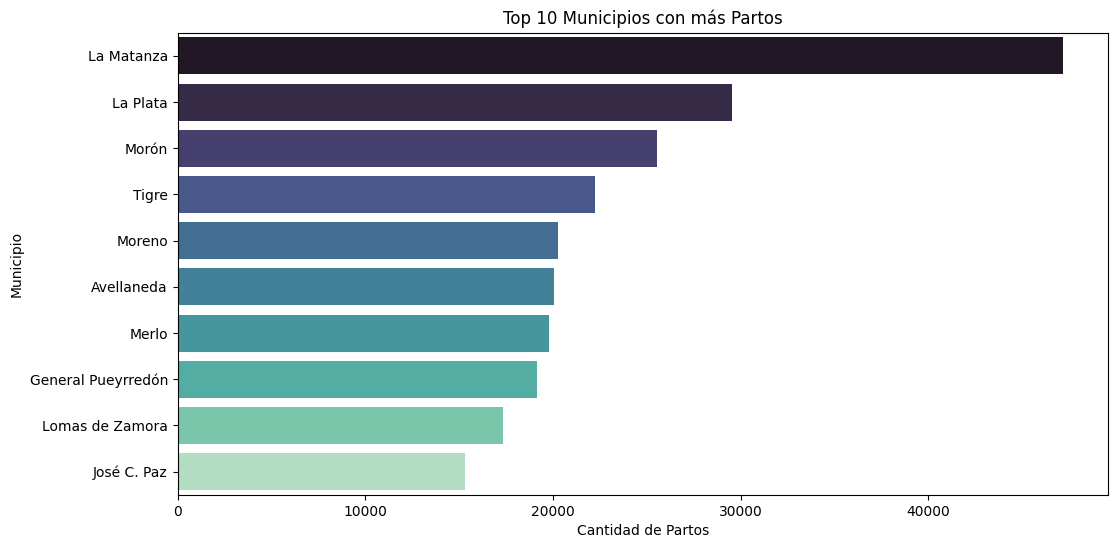 Top 10 Municipios con más Partos
Municipio
La Matanza
La Plata
Morón
Tigre
Moreno
Avellaneda
Merlo
General Pueyrredón
Lomas de Zamora
José C. Paz
0 10000 20000 30000 40000
Cantidad de Partos